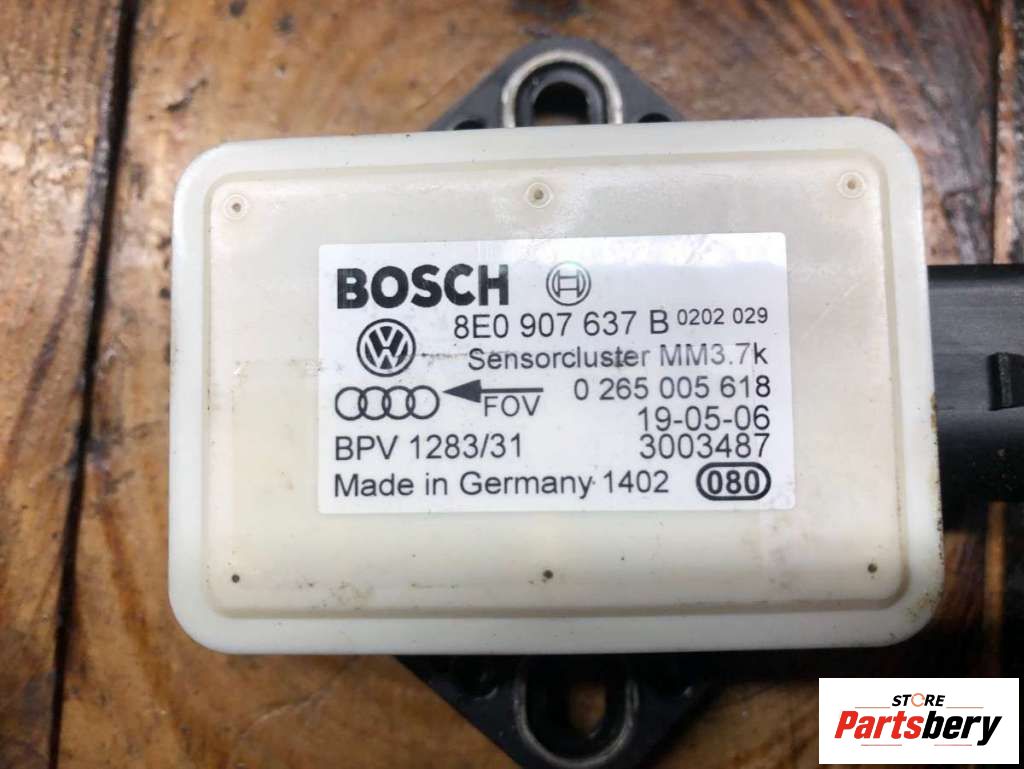 BOSCH
8E0 907 637 B 0202 029
Sensorcluster MM3.7k
FOV 0 265 005 618
19-05-06
BPV 1283/31 3003487
Made in Germany 1402 080
STORE
Partsbery